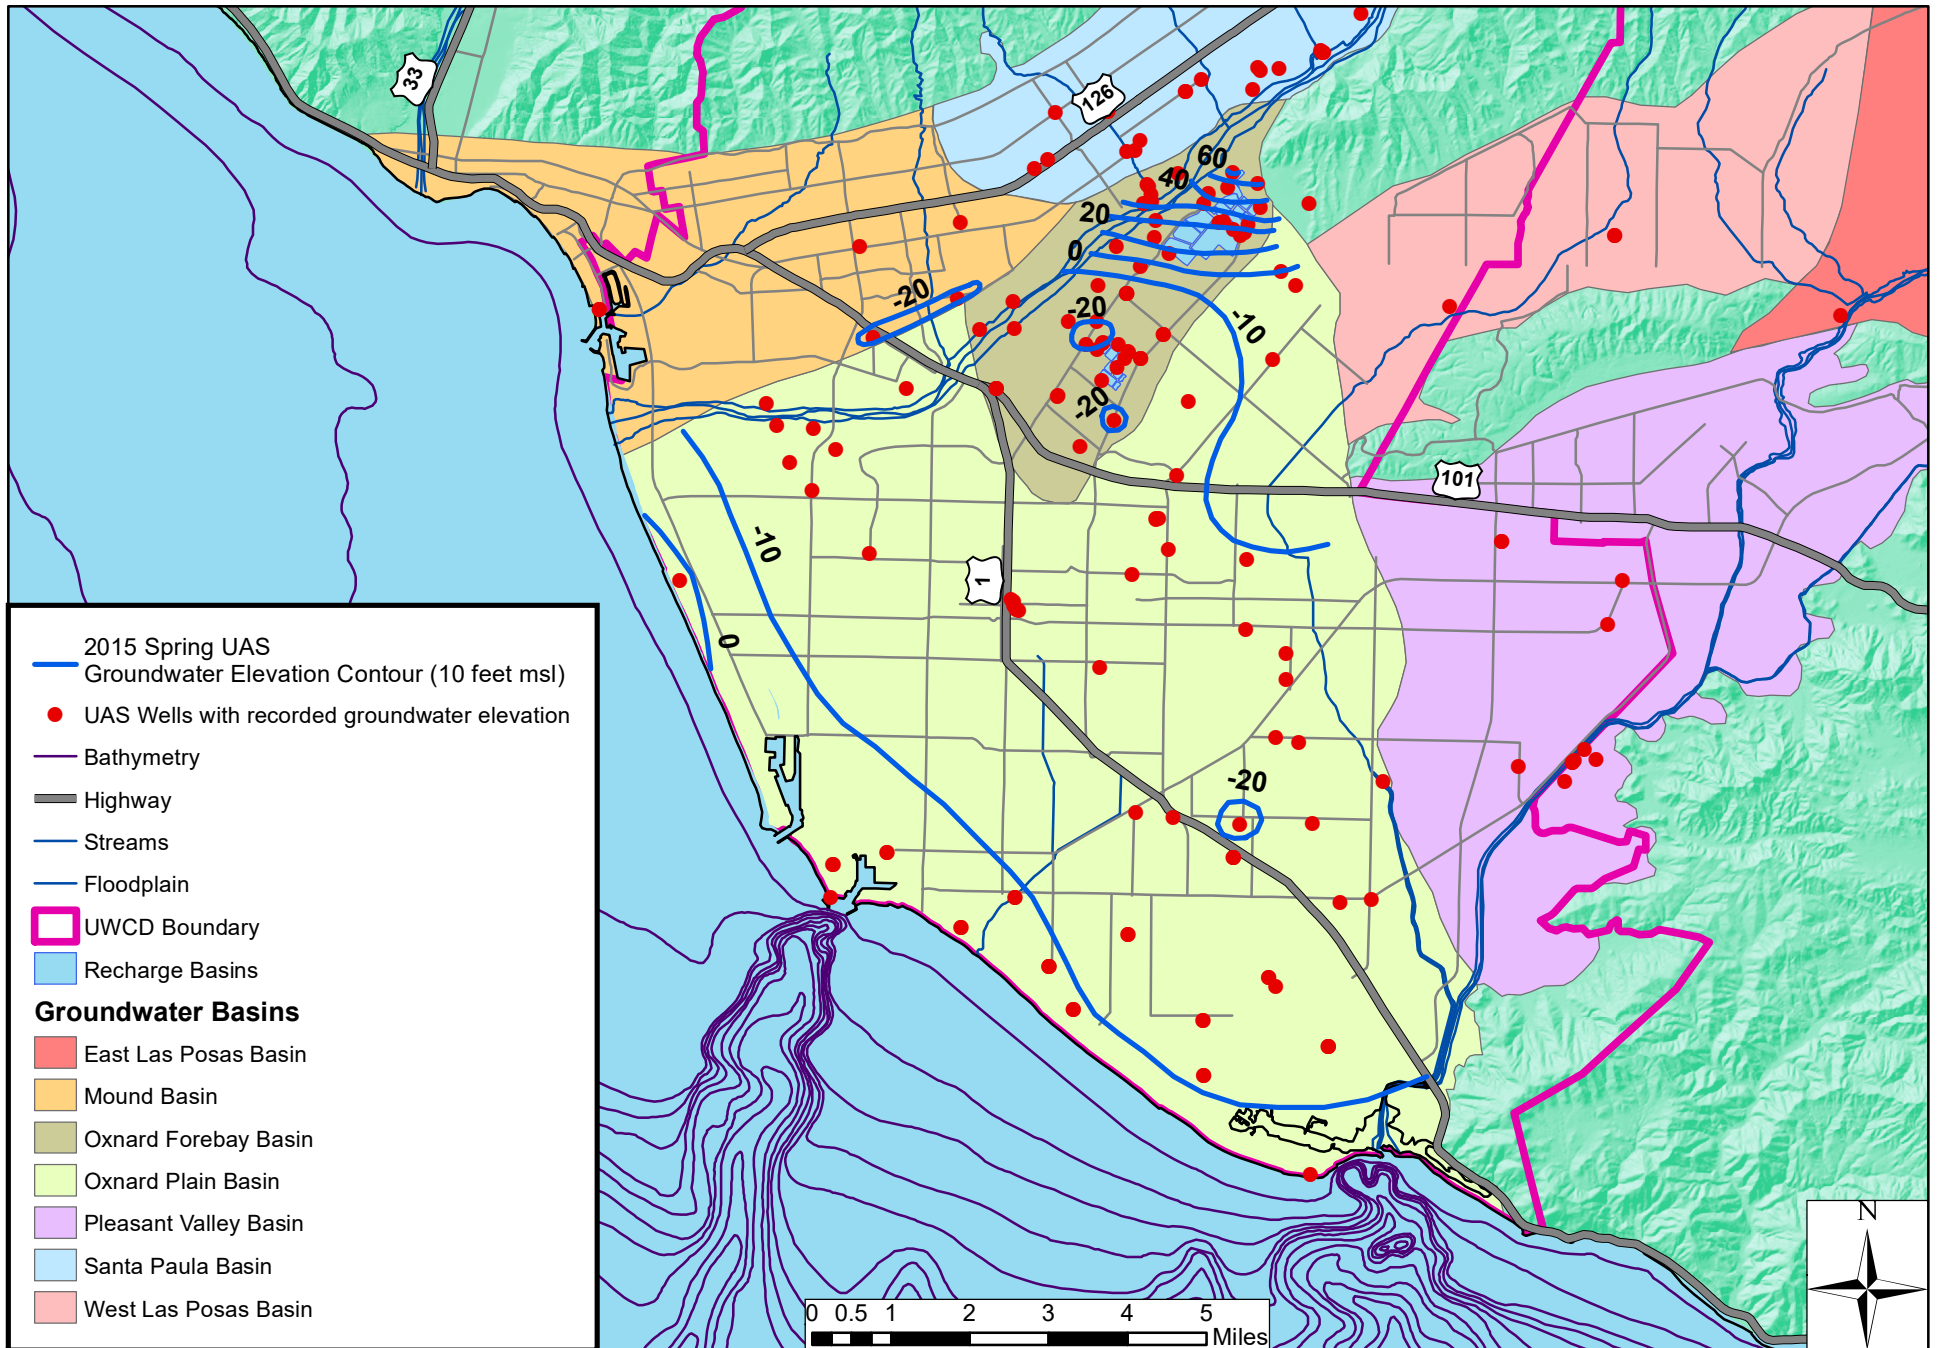 33
126
60
40
20
0
-20
-20
-10
-20
101
-10
1
0
-20
2015 Spring UAS
Groundwater Elevation Contour (10 feet msl)
UAS Wells with recorded groundwater elevation
Bathymetry
Highway
Streams
Floodplain
UWCD Boundary
Recharge Basins
Groundwater Basins
East Las Posas Basin
Mound Basin
Oxnard Forebay Basin
Oxnard Plain Basin
Pleasant Valley Basin
Santa Paula Basin
West Las Posas Basin
N
0 0.5 1 2 3 4 5
Miles